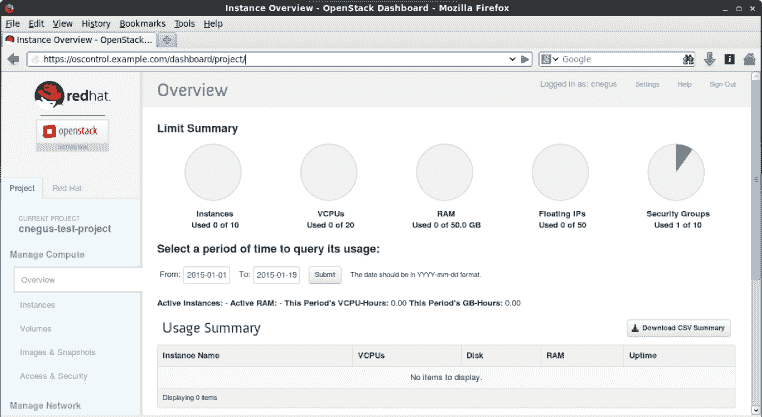 Instance Overview - OpenStack Dashboard - Mozilla Firefox
File Edit View History Bookmarks Tools Help
Instance Overview - OpenStack...
https://oscontrol.example.com/dashboard/project/
Google
redhat.
openstack
Overview
Logged in as: cnegus Settings Help Sign Out
Project Red Hat
CURRENT PROJECT
cnegus-test-project
Manage Compute
Overview
Instances
Volumes
Images & Snapshots
Access & Security
Manage Network
Limit Summary
Instances
Used 0 of 10
VCPUs
Used 0 of 20
RAM
Used 0 of 50.0 GB
Floating IPs
Used 0 of 50
Security Groups
Used 1 of 10
Select a period of time to query its usage:
From: 2015-01-01 To: 2015-01-19 Submit The date should be in YYYY-mm-dd format.
Active Instances: - Active RAM: - This Period's VCPU-Hours: 0.00 This Period's GB-Hours: 0.00
Usage Summary
Download CSV Summary
Instance Name VCPUs Disk RAM Uptime
No items to display.
Displaying 0 items